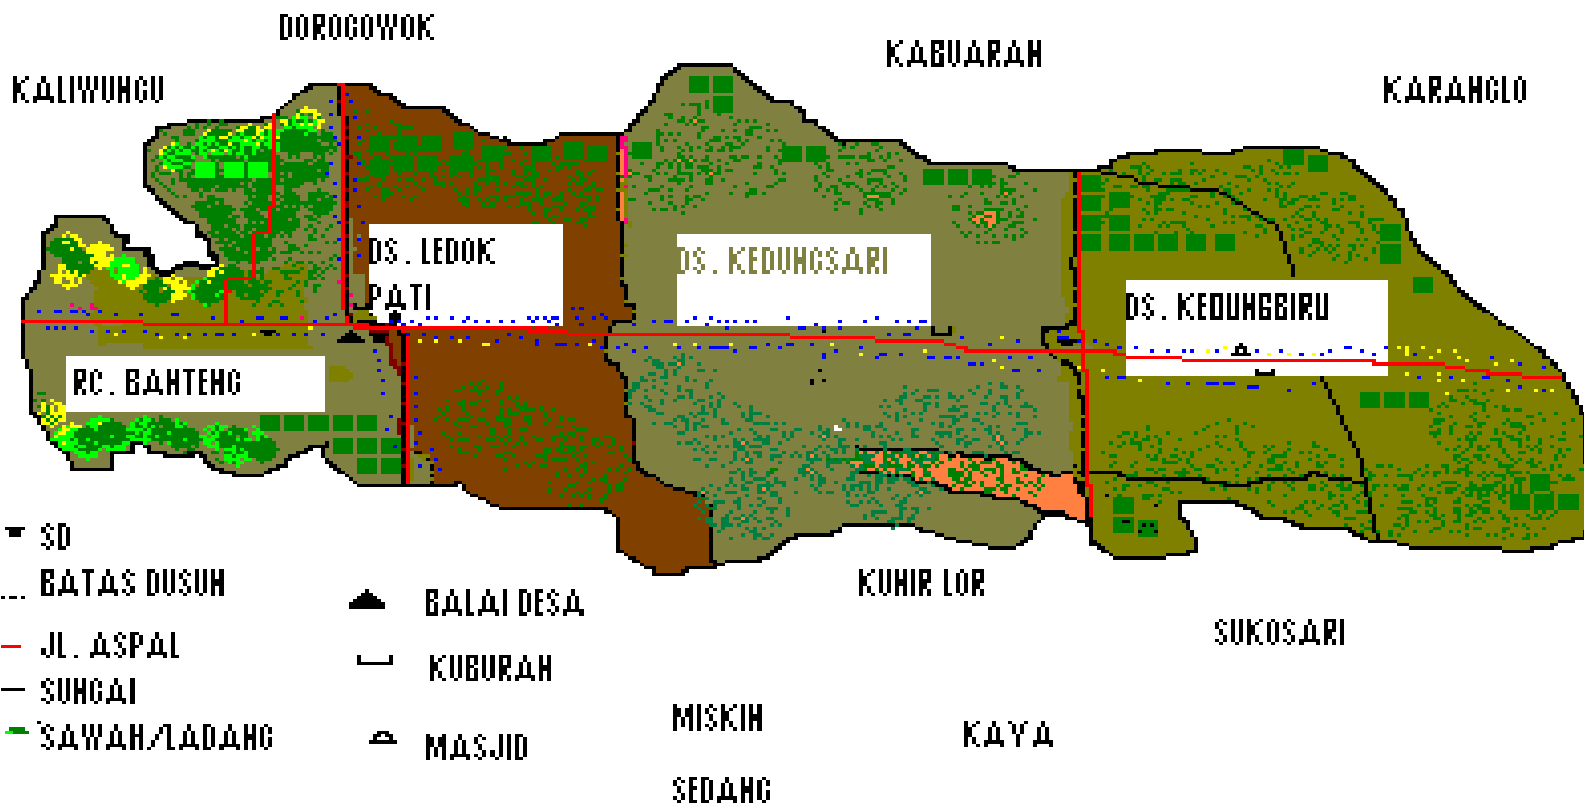 DOROGOWOK
KABUARAN
KALIWUNGU
KARANGLO
DS. LEDOK
PATI
DS. KEDUNGSARI
DS. KEDUNGBIRU
RC. BANTENG
SD
BATAS DUSUN
JL. ASPAL
SUNGAI
SAWAH/LADANG
BALAI DESA
KUBURAN
MASJID
KUNIR LOR
SUKOSARI
MISKIN
KAYA
SEDANG